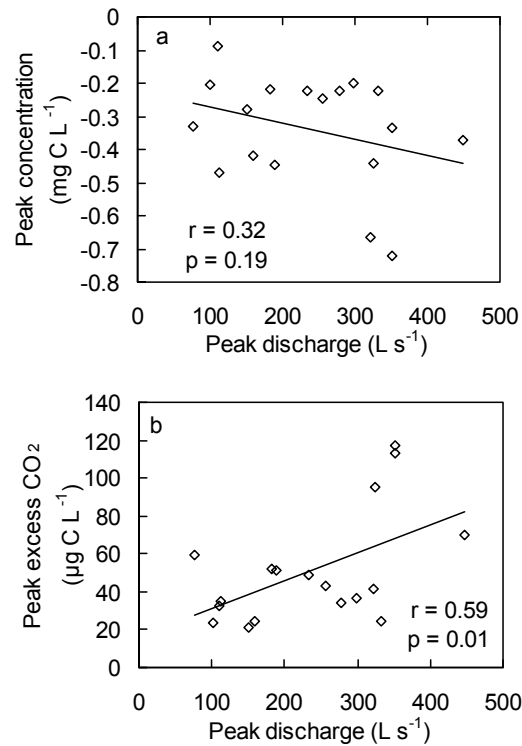 a
Peak concentration
(mg C L⁻¹)
0
-0.1
-0.2
-0.3
-0.4
-0.5
-0.6
-0.7
-0.8
r = 0.32
p = 0.19
0 100 200 300 400 500
Peak discharge (L s⁻¹)
b
Peak excess CO₂
(µg C L⁻¹)
140
120
100
80
60
40
20
0
r = 0.59
p = 0.01
0 100 200 300 400 500
Peak discharge (L s⁻¹)